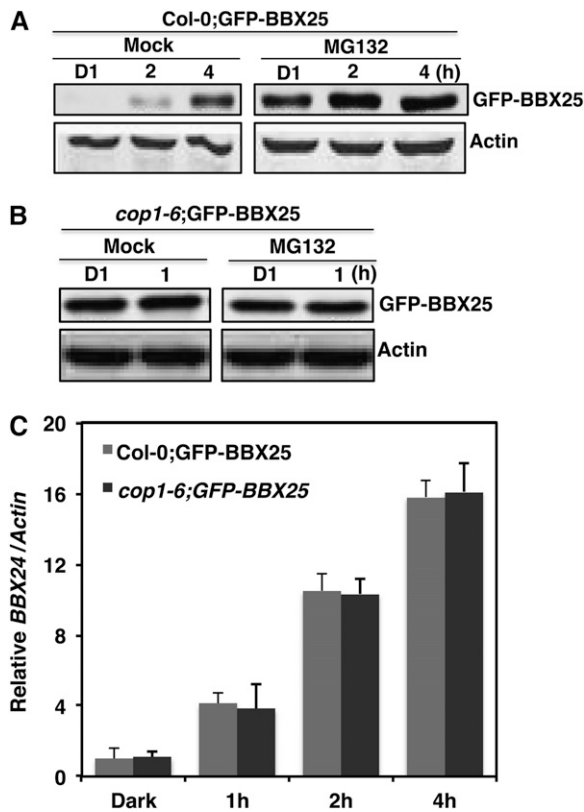 A
Col-0;GFP-BBX25
Mock MG132
D1 2 4 D1 2 4 (h)
GFP-BBX25
Actin
B
cop1-6;GFP-BBX25
Mock MG132
D1 1 D1 1 (h)
GFP-BBX25
Actin
C
Relative BBX24/Actin
20
16
12
8
4
0
Col-0;GFP-BBX25
cop1-6;GFP-BBX25
Dark 1h 2h 4h